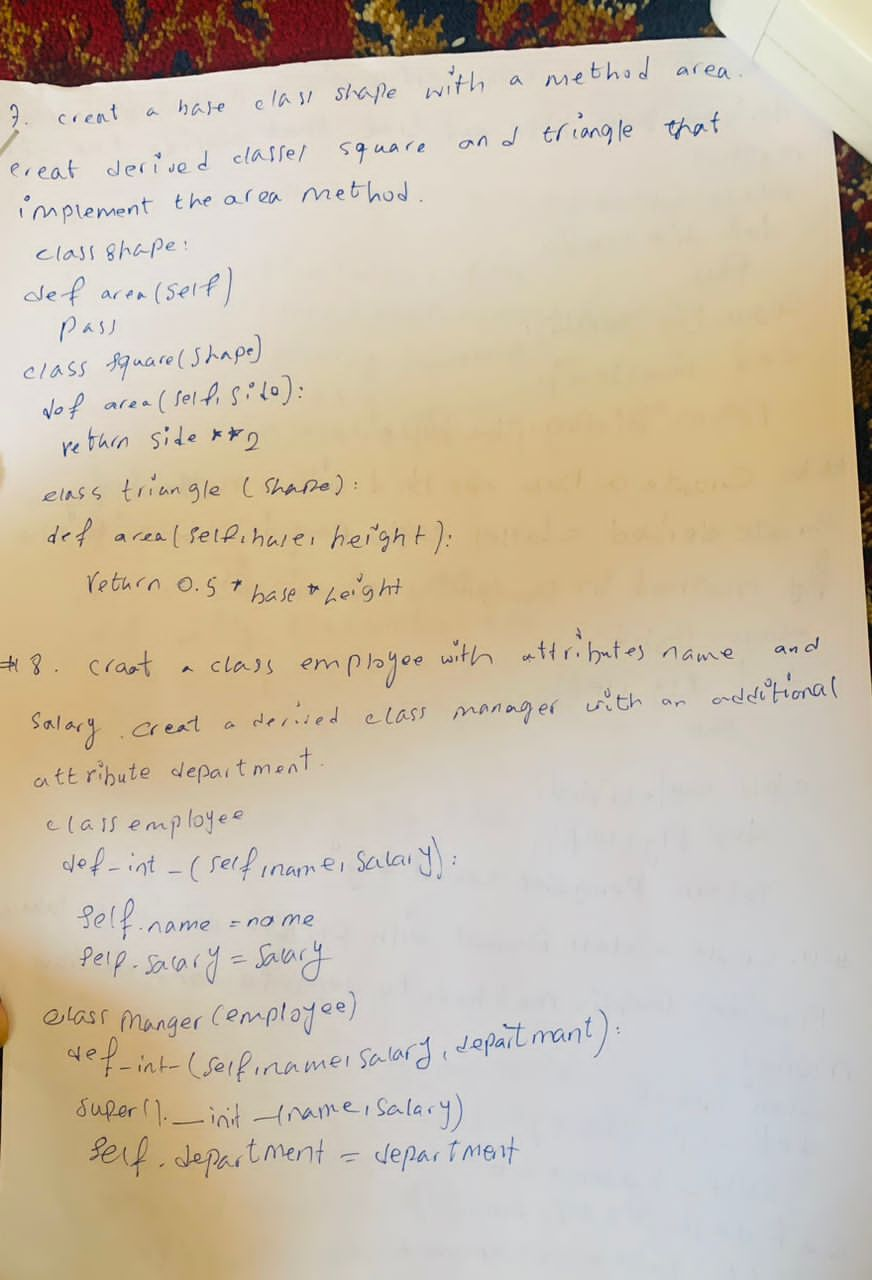 7. creat a base class shape with a method area.
creat derived classes square and triangle that
implement the area method.
class shape:
def area(self)
pass
class square(shape)
def area(self, side):
return side **2
class triangle (shape):
def area(self, base, height):
return 0.5 * base * height
# 8. creat a class employee with attributes name and
salary. creat a derived class manager with an additional
attribute department.
class employee
def-int-(self,name, salary):
self.name = name
self.salary = salary
class manger (employee)
def-int-(self,name, salary, departmant):
super().__init-(name, salary)
self.department = department